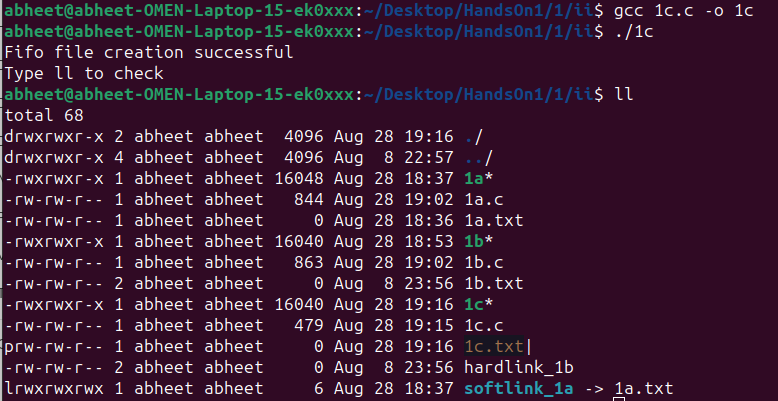 abheet@abheet-OMEN-Laptop-15-ek0xxx:~/Desktop/HandsOn1/1/ii$ gcc 1c.c -o 1c
abheet@abheet-OMEN-Laptop-15-ek0xxx:~/Desktop/HandsOn1/1/ii$ ./1c
Fifo file creation successful
Type ll to check
abheet@abheet-OMEN-Laptop-15-ek0xxx:~/Desktop/HandsOn1/1/ii$ ll
total 68
drwxrwxr-x 2 abheet abheet  4096 Aug 28 19:16 ./
drwxrwxr-x 4 abheet abheet  4096 Aug  8 22:57 ../
-rwxrwxr-x 1 abheet abheet 16048 Aug 28 18:37 1a*
-rw-rw-r-- 1 abheet abheet   844 Aug 28 19:02 1a.c
-rw-rw-r-- 1 abheet abheet     0 Aug 28 18:36 1a.txt
-rwxrwxr-x 1 abheet abheet 16040 Aug 28 18:53 1b*
-rw-rw-r-- 1 abheet abheet   863 Aug 28 19:02 1b.c
-rw-rw-r-- 2 abheet abheet     0 Aug  8 23:56 1b.txt
-rwxrwxr-x 1 abheet abheet 16040 Aug 28 19:16 1c*
-rw-rw-r-- 1 abheet abheet   479 Aug 28 19:15 1c.c
prw-rw-r-- 1 abheet abheet     0 Aug 28 19:16 1c.txt|
-rw-rw-r-- 2 abheet abheet     0 Aug  8 23:56 hardlink_1b
lrwxrwxrwx 1 abheet abheet     6 Aug 28 18:37 softlink_1a -> 1a.txt